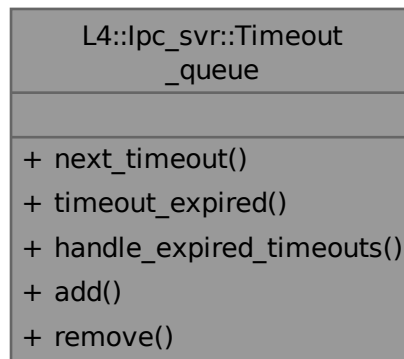 L4::Ipc_svr::Timeout
_queue
+ next_timeout()
+ timeout_expired()
+ handle_expired_timeouts()
+ add()
+ remove()